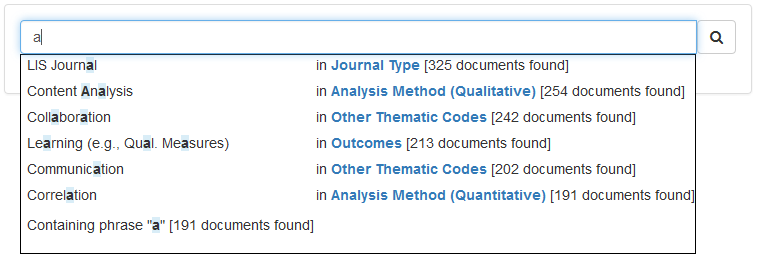 a
LIS Journal in Journal Type [325 documents found]
Content Analysis in Analysis Method (Qualitative) [254 documents found]
Collaboration in Other Thematic Codes [242 documents found]
Learning (e.g., Qual. Measures) in Outcomes [213 documents found]
Communication in Other Thematic Codes [202 documents found]
Correlation in Analysis Method (Quantitative) [191 documents found]
Containing phrase "a" [191 documents found]